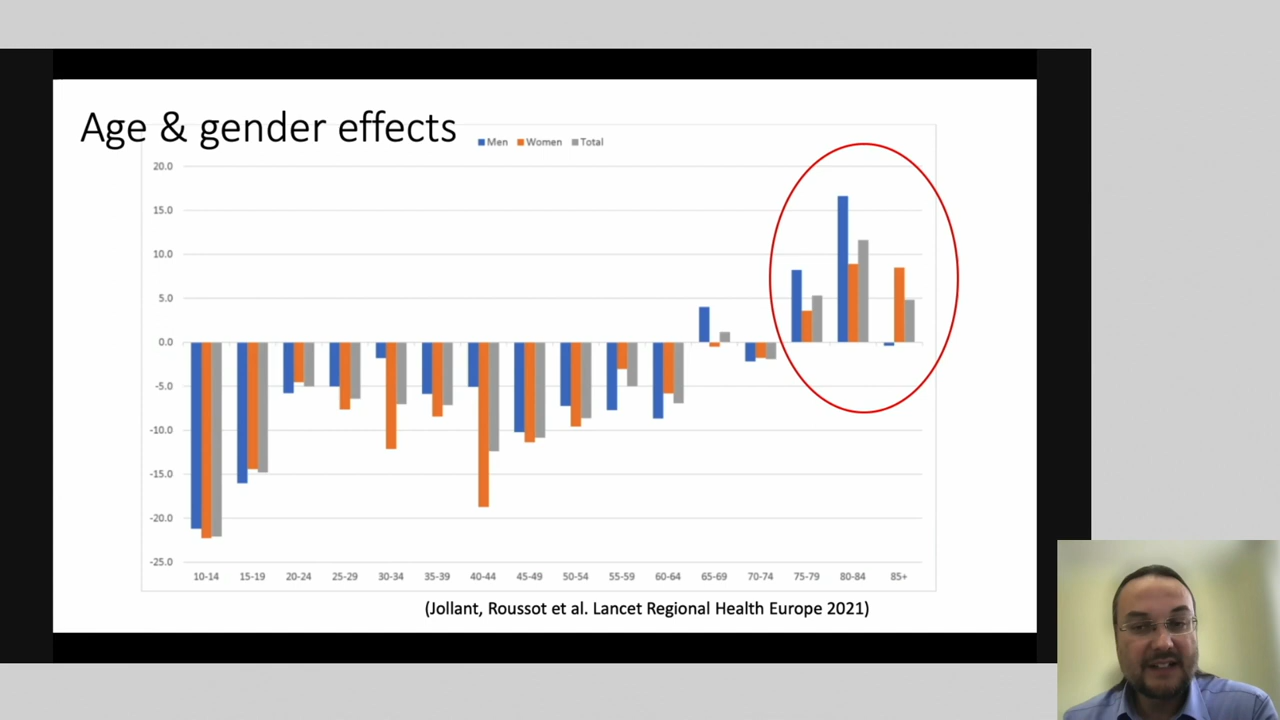 Age & gender effects
Men Women Total
20.0
15.0
10.0
5.0
0.0
-5.0
-10.0
-15.0
-20.0
-25.0
10-14 15-19 20-24 25-29 30-34 35-39 40-44 45-49 50-54 55-59 60-64 65-69 70-74 75-79 80-84 85+
(Jollant, Roussot et al. Lancet Regional Health Europe 2021)